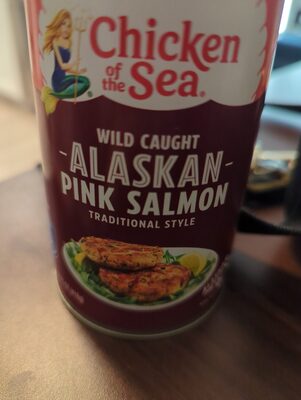 Chicken
of the
Sea®
WILD CAUGHT
-ALASKAN-
PINK SALMON
TRADITIONAL STYLE